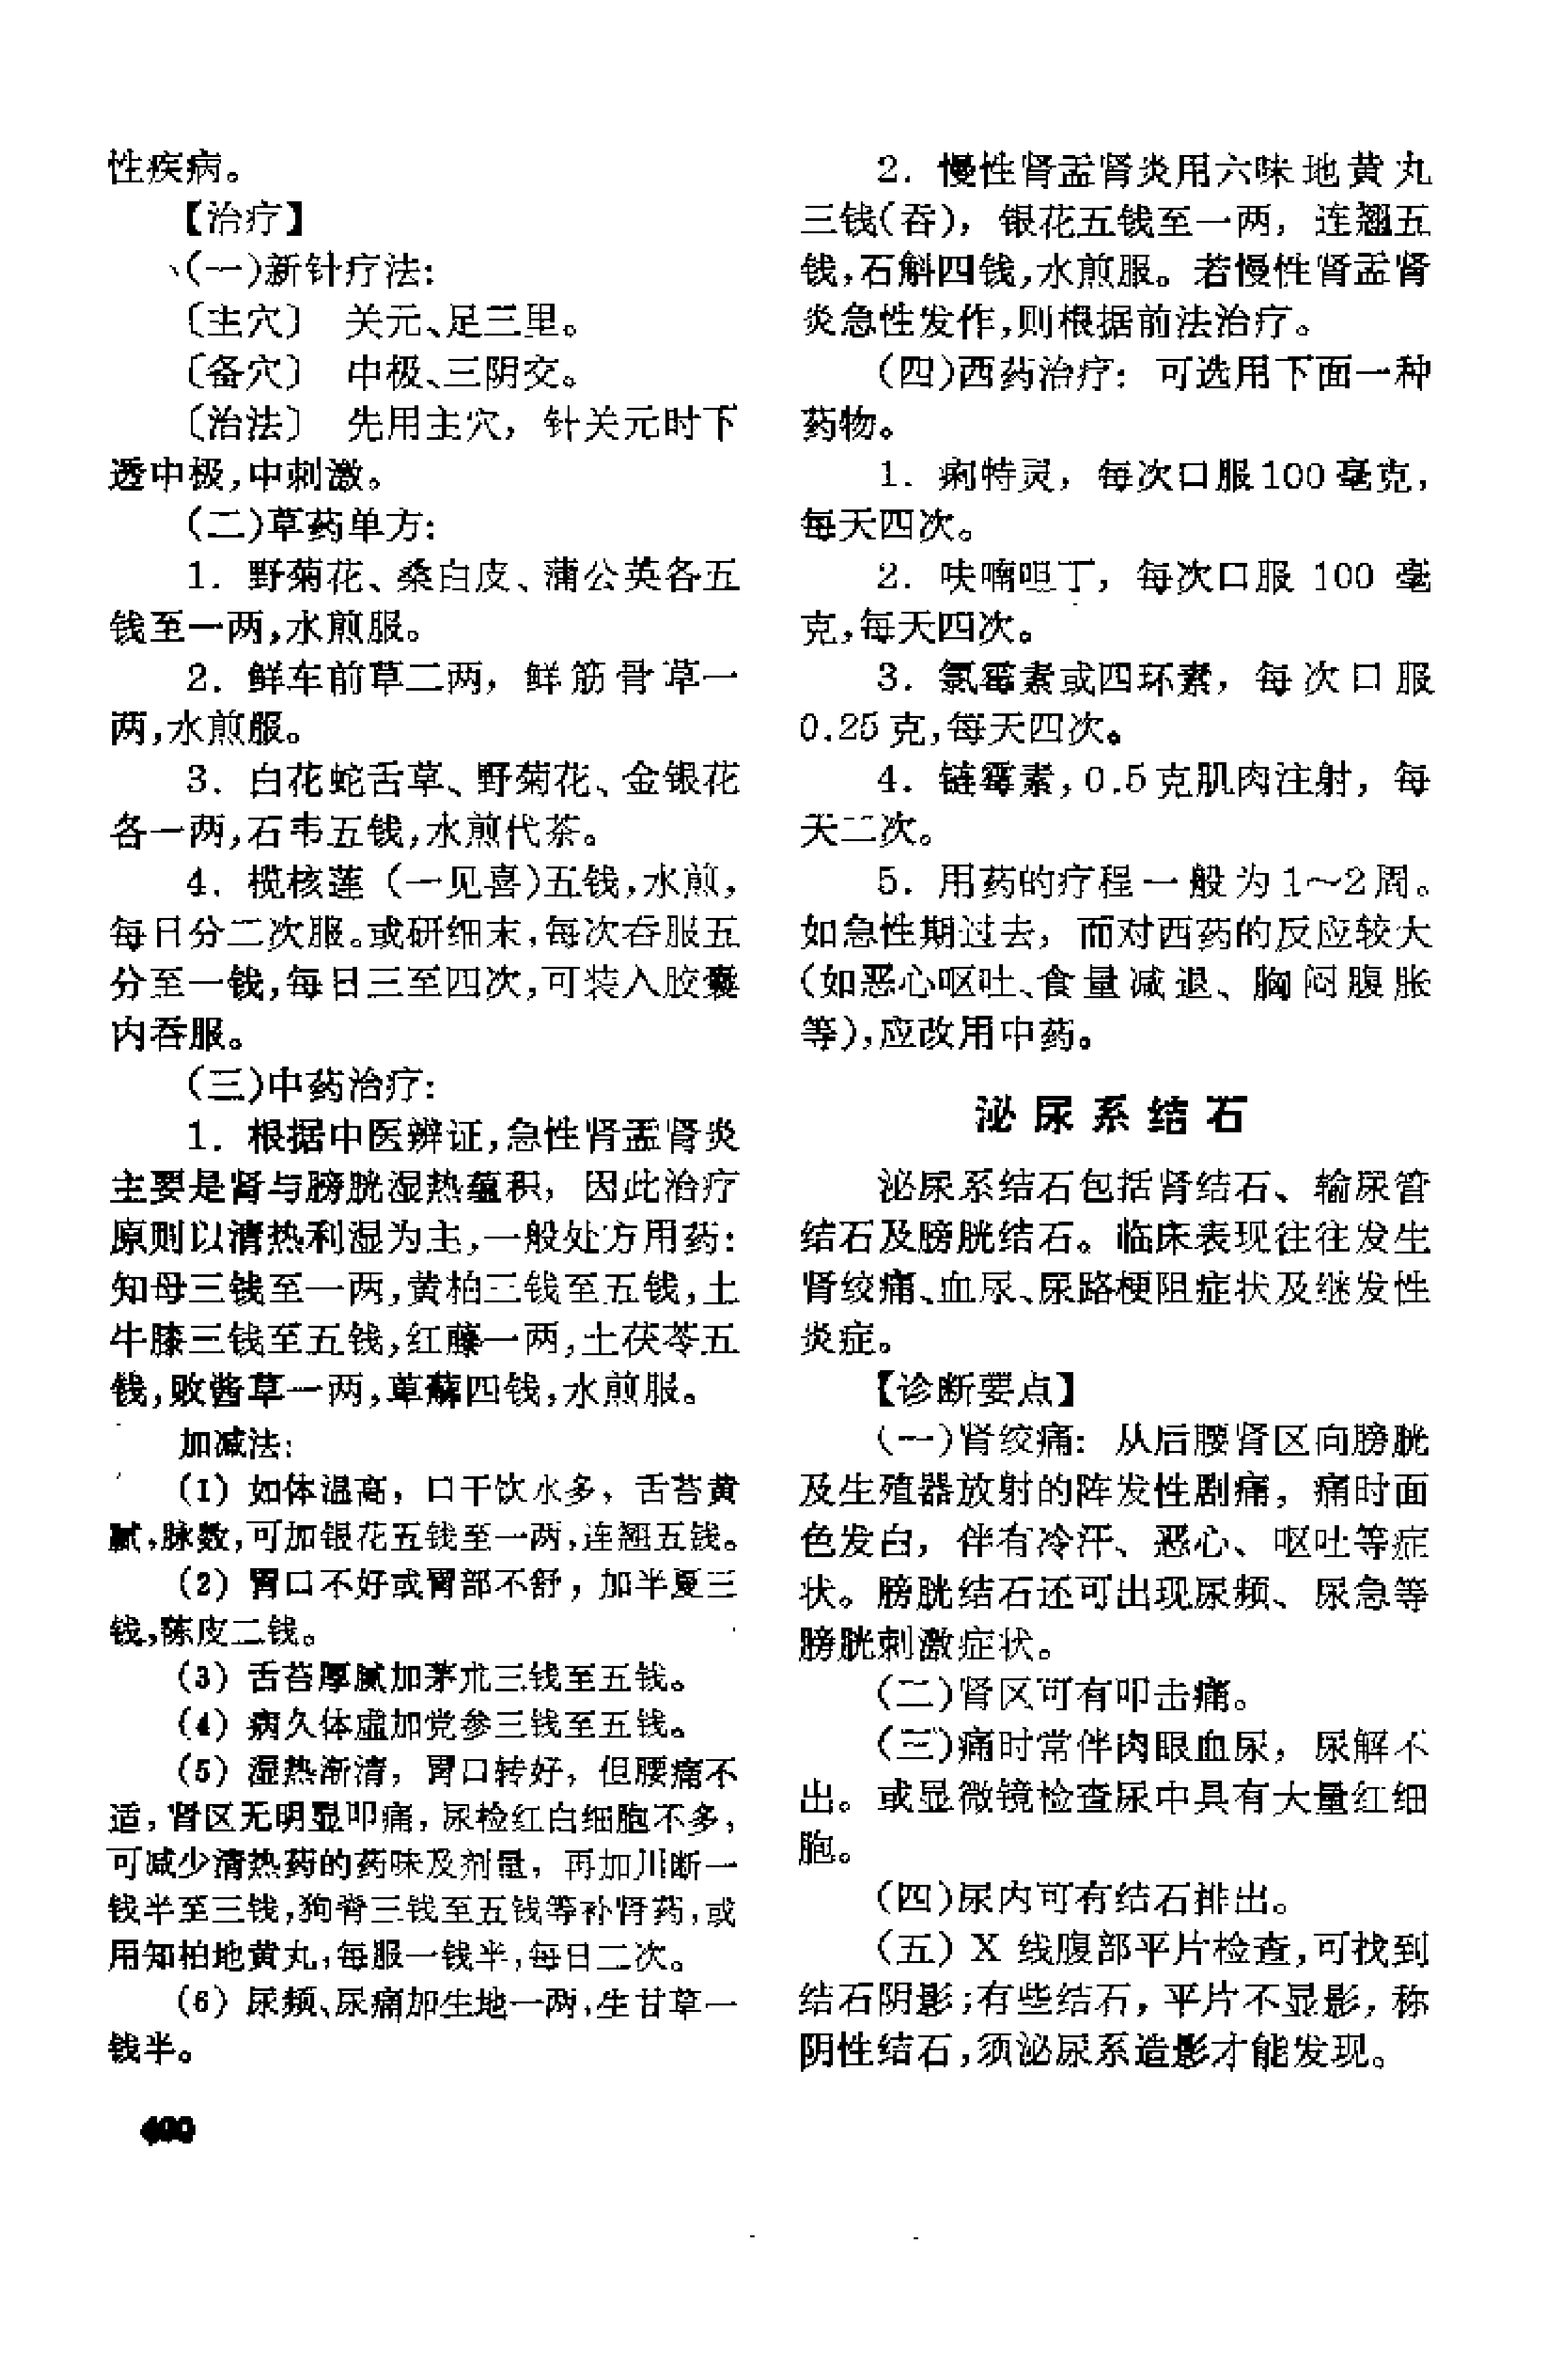 性疾病。
【治疗】
(一)新针疗法:
〔主穴〕 关元、足三里。
〔备穴〕 中极、三阴交。
〔治法〕 先用主穴，针关元时下
透中极,中刺激。
(二)草药单方:
1. 野菊花、桑白皮、蒲公英各五
钱至一两,水煎服。
2. 鲜车前草二两，鲜筋骨草一
两,水煎服。
3. 白花蛇舌草、野菊花、金银花
各一两,石韦五钱,水煎代茶。
4. 榄核莲（一见喜)五钱,水煎,
每日分二次服。或研细末,每次吞服五
分至一钱,每日三至四次,可装入胶囊
内吞服。
(三)中药治疗:
1. 根据中医辨证,急性肾盂肾炎
主要是肾与膀胱湿热蕴积，因此治疗
原则以清热利湿为主,一般处方用药:
知母三钱至一两,黄柏三钱至五钱,土
牛膝三钱至五钱,红藤一两,土茯苓五
钱,败酱草一两,萆薢四钱,水煎服。
加减法:
(1) 如体温高，口干饮水多，舌苔黄
腻,脉数,可加银花五钱至一两,连翘五钱。
(2) 胃口不好或胃部不舒，加半夏三
钱,陈皮二钱。
(3) 舌苔厚腻加茅朮三钱至五钱。
(4) 病久体虚加党参三钱至五钱。
(5) 湿热渐清，胃口转好，但腰痛不
适，肾区无明显叩痛，尿检红白细胞不多，
可减少清热药的药味及剂量，再加川断一
钱半至三钱,狗脊三钱至五钱等补肾药,或
用知柏地黄丸,每服一钱半,每日二次。
(6) 尿频、尿痛加生地一两,生甘草一
钱半。
400
2. 慢性肾盂肾炎用六味地黄丸
三钱(吞)，银花五钱至一两，连翘五
钱,石斛四钱,水煎服。若慢性肾盂肾
炎急性发作,则根据前法治疗。
(四)西药治疗: 可选用下面一种
药物。
1. 痢特灵，每次口服100毫克，
每天四次。
2. 呋喃呾丁，每次口服 100 毫
克,每天四次。
3. 氯霉素或四环素，每次口服
0.25克,每天四次。
4. 链霉素,0.5克肌肉注射，每
天二次。
5. 用药的疗程一般为1～2周。
如急性期过去，而对西药的反应较大
(如恶心呕吐、食量减退、胸闷腹胀
等),应改用中药。
泌尿系结石
泌尿系结石包括肾结石、输尿管
结石及膀胱结石。临床表现往往发生
肾绞痛、血尿、尿路梗阻症状及继发性
炎症。
【诊断要点】
(一)肾绞痛: 从后腰肾区向膀胱
及生殖器放射的阵发性剧痛，痛时面
色发白，伴有冷汗、恶心、呕吐等症
状。膀胱结石还可出现尿频、尿急等
膀胱刺激症状。
(二)肾区可有叩击痛。
(三)痛时常伴肉眼血尿，尿解不
出。或显微镜检查尿中具有大量红细
胞。
(四)尿内可有结石排出。
(五) X 线腹部平片检查,可找到
结石阴影;有些结石，平片不显影，称
阴性结石,须泌尿系造影才能发现。